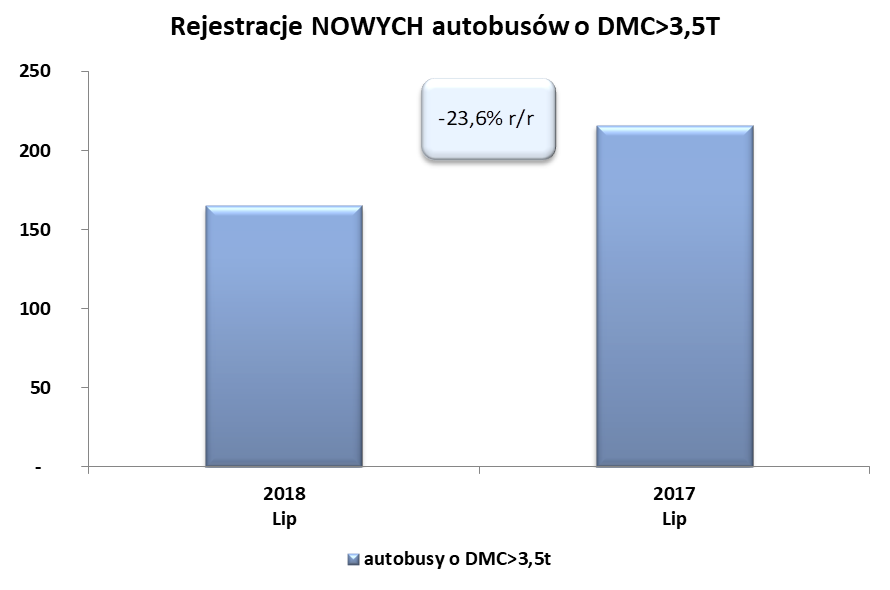 Rejestracje NOWYCH autobusów o DMC>3,5T
250
200
150
100
50
-
-23,6% r/r
2018
Lip
2017
Lip
autobusy o DMC>3,5t